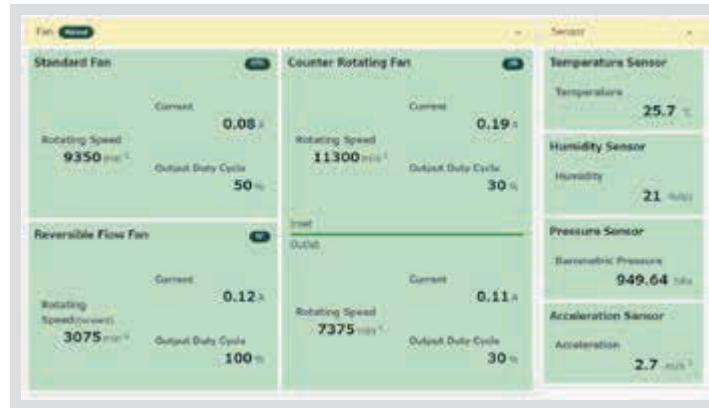 Fan
Sensor
Standard Fan
Current
0.08 A
Rotating Speed
9350 min⁻¹
Output Duty Cycle
50 %
Counter Rotating Fan
Current
0.19 A
Rotating Speed
11300 min⁻¹
Output Duty Cycle
30 %
Inlet
Outlet
Current
0.11 A
Rotating Speed
7375 min⁻¹
Output Duty Cycle
30 %
Reversible Flow Fan
Current
0.12 A
Rotating
Speed(forward)
3075 min⁻¹
Output Duty Cycle
100 %
Temperature Sensor
Temperature
25.7 °C
Humidity Sensor
Humidity
21
Pressure Sensor
Barometric Pressure
949.64 hPa
Acceleration Sensor
Acceleration
2.7 m/s²